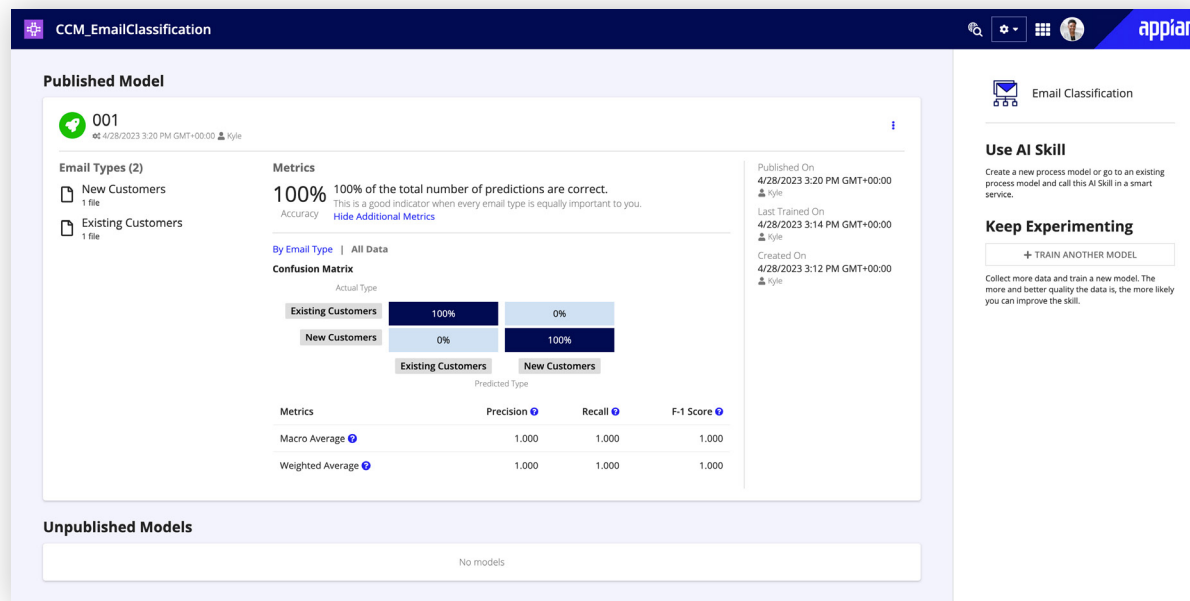 CCM_EmailClassification
appian
Published Model
001
4/28/2023 3:20 PM GMT+00:00 Kyle
Email Types (2)
New Customers
1 file
Existing Customers
1 file
Metrics
100%
Accuracy
100% of the total number of predictions are correct.
This is a good indicator when every email type is equally important to you.
Hide Additional Metrics
By Email Type | All Data
Confusion Matrix
Actual Type
Existing Customers 100% 0%
New Customers 0% 100%
Existing Customers New Customers
Predicted Type
Metrics Precision ? Recall ? F-1 Score ?
Macro Average ? 1.000 1.000 1.000
Weighted Average ? 1.000 1.000 1.000
Published On
4/28/2023 3:20 PM GMT+00:00
Kyle
Last Trained On
4/28/2023 3:14 PM GMT+00:00
Kyle
Created On
4/28/2023 3:12 PM GMT+00:00
Kyle
Unpublished Models
No models
Email Classification
Use AI Skill
Create a new process model or go to an existing
process model and call this AI Skill in a smart
service.
Keep Experimenting
+ TRAIN ANOTHER MODEL
Collect more data and train a new model. The
more and better quality the data is, the more likely
you can improve the skill.